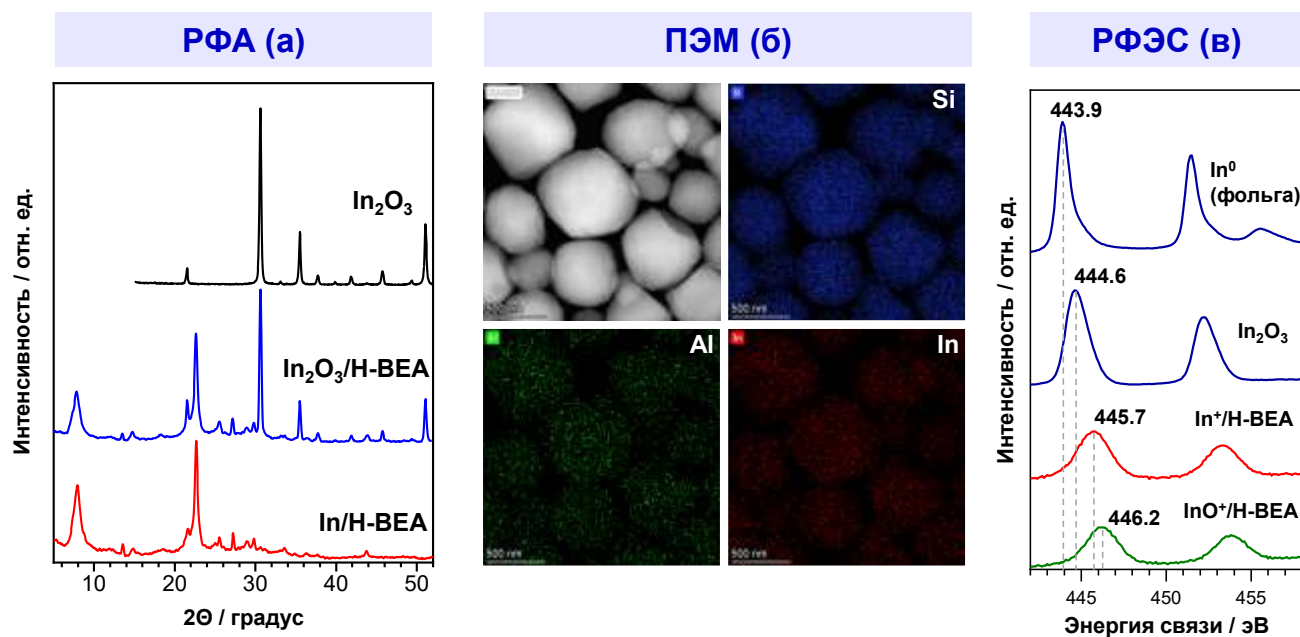 РФА (а)
ПЭМ (б)
РФЭС (в)
Интенсивность / отн. ед.
In₂O₃
In₂O₃/H-BEA
In/H-BEA
10 20 30 40 50
2Θ / градус
Si
500 nm
Al
500 nm
In
500 nm
Интенсивность / отн. ед.
443.9
In⁰
(фольга)
444.6
In₂O₃
445.7
In⁺/H-BEA
446.2
InO⁺/H-BEA
445 450 455
Энергия связи / эВ